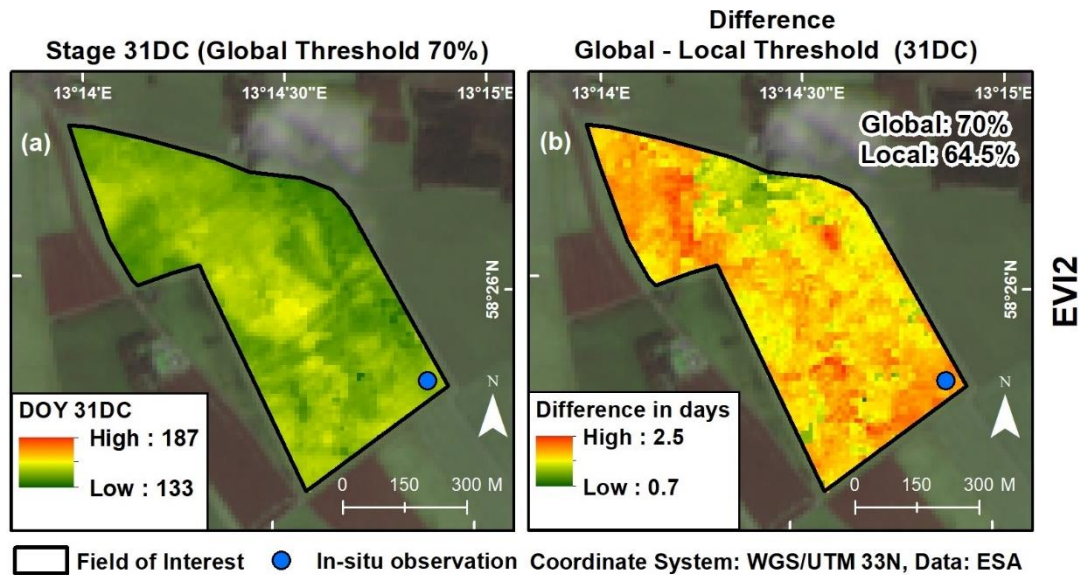 Stage 31DC (Global Threshold 70%)
Difference
Global - Local Threshold (31DC)
13°14'E
13°14'30"E
13°15'E
(a)
58°26'N
DOY 31DC
High : 187
Low : 133
N
0 150 300 M
13°14'E
13°14'30"E
13°15'E
(b)
Global: 70%
Local: 64.5%
58°26'N
Difference in days
High : 2.5
Low : 0.7
N
0 150 300 M
EVI2
Field of Interest In-situ observation Coordinate System: WGS/UTM 33N, Data: ESA